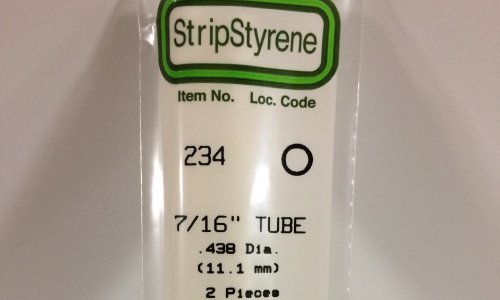 StripStyrene
Item No. Loc. Code
234
7/16" TUBE
.438 Dia.
(11.1 mm)
2 Pieces